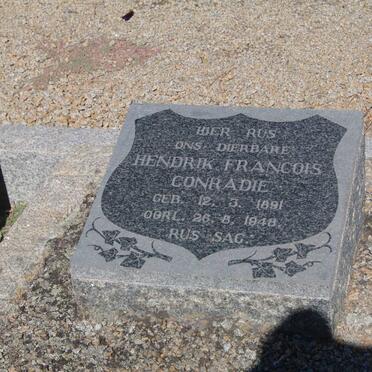 HIER RUS
ONS DIERBARE
HENDRIK FRANCOIS
CONRADIE
GEB. 12. 3. 1891
OORL. 26. 8. 1948.
RUS SAG.